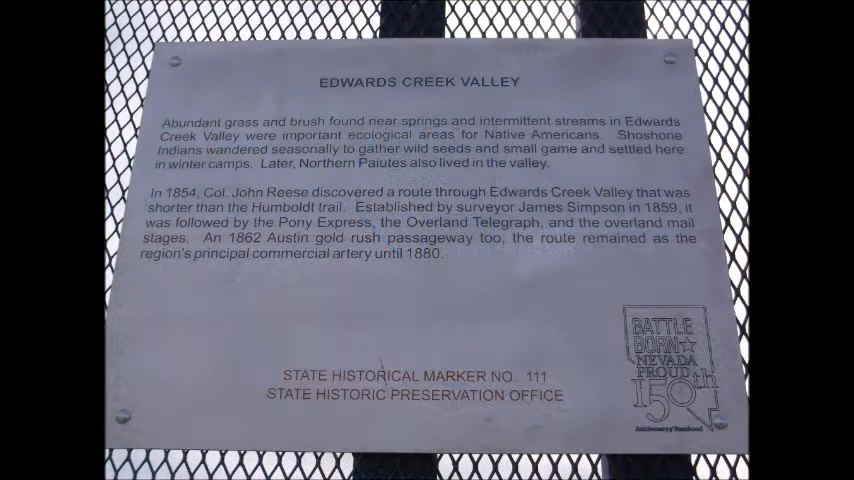 EDWARDS CREEK VALLEY
Abundant grass and brush found near springs and intermittent streams in Edwards
Creek Valley were important ecological areas for Native Americans. Shoshone
Indians wandered seasonally to gather wild seeds and small game and settled here
in winter camps. Later, Northern Paiutes also lived in the valley.
In 1854, Col. John Reese discovered a route through Edwards Creek Valley that was
shorter than the Humboldt trail. Established by surveyor James Simpson in 1859, it
was followed by the Pony Express, the Overland Telegraph, and the overland mail
stages. An 1862 Austin gold rush passageway too, the route remained as the
region's principal commercial artery until 1880.
STATE HISTORICAL MARKER NO. 111
STATE HISTORIC PRESERVATION OFFICE
BATTLE
BORN
NEVADA
PROUD
150th
Anniversary of Statehood